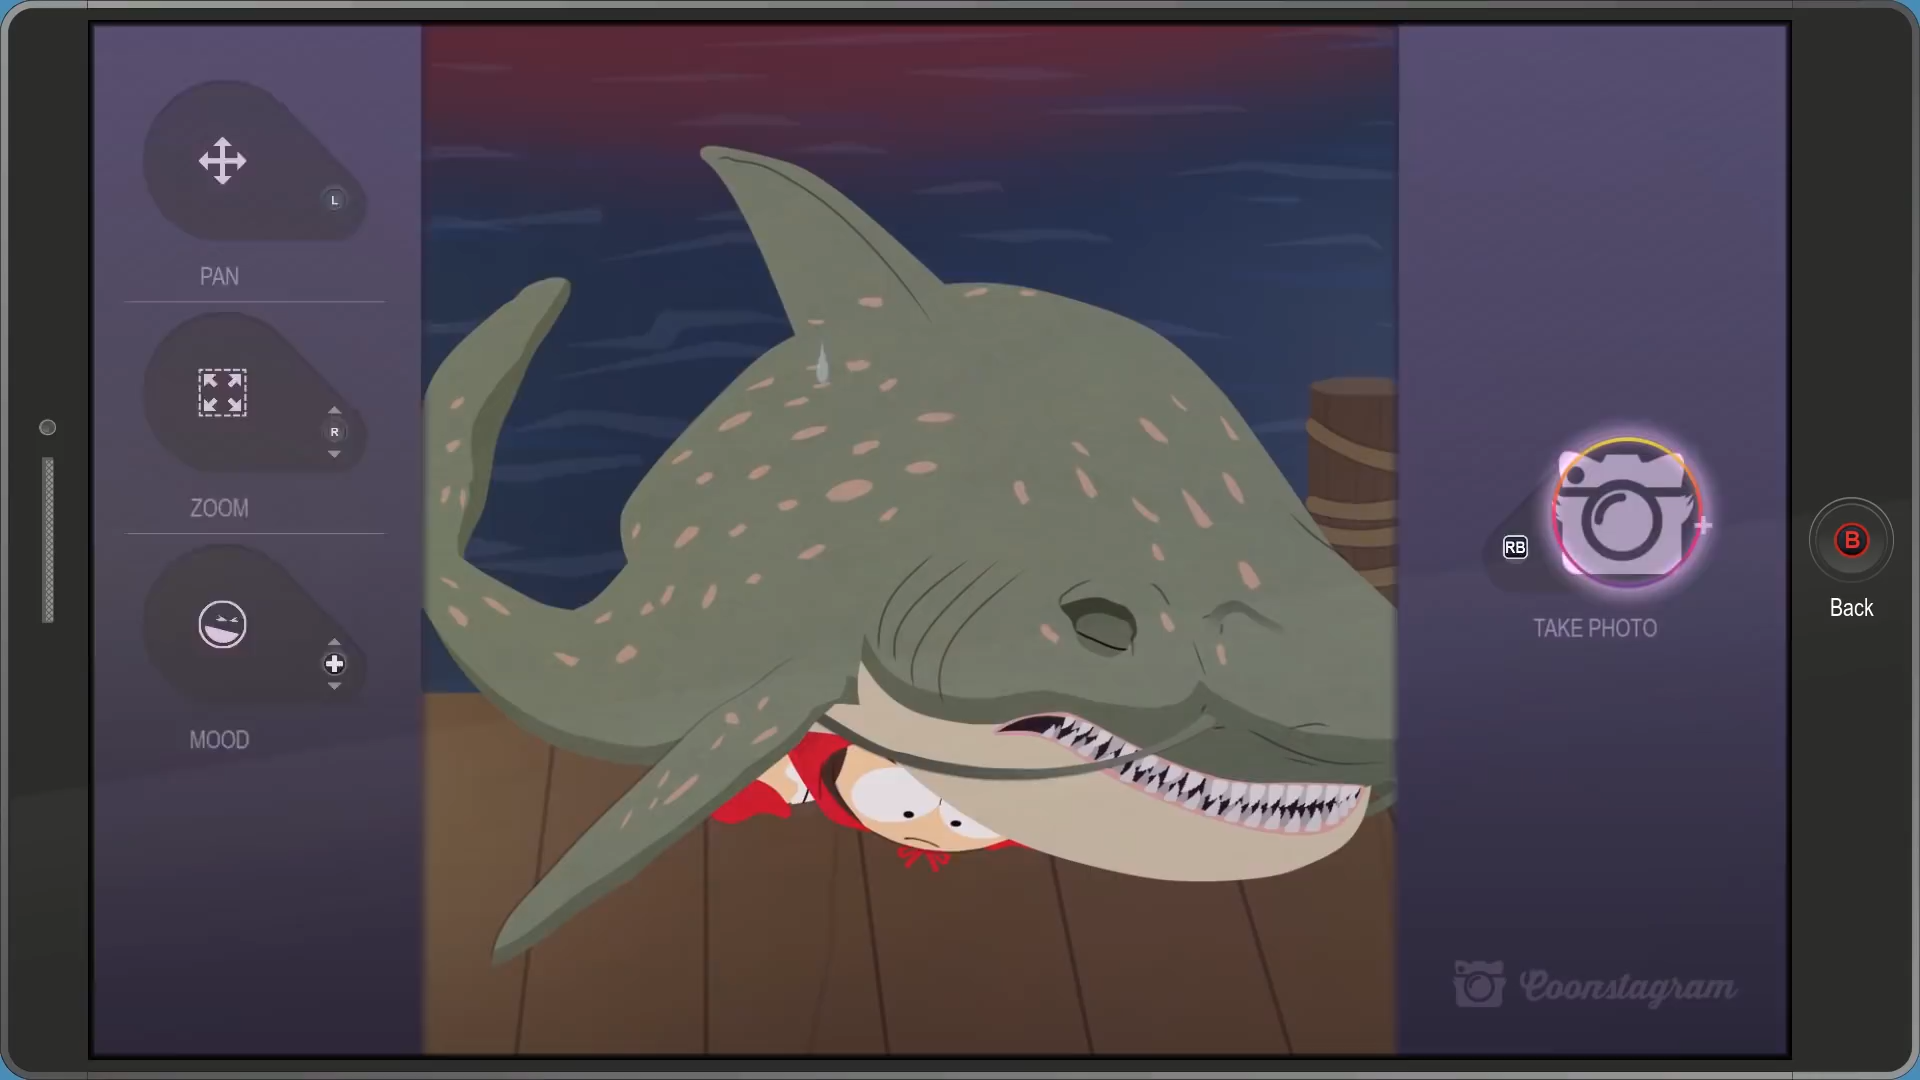 L
PAN
R
ZOOM
MOOD
RB
TAKE PHOTO
B
Back
Coonstagram